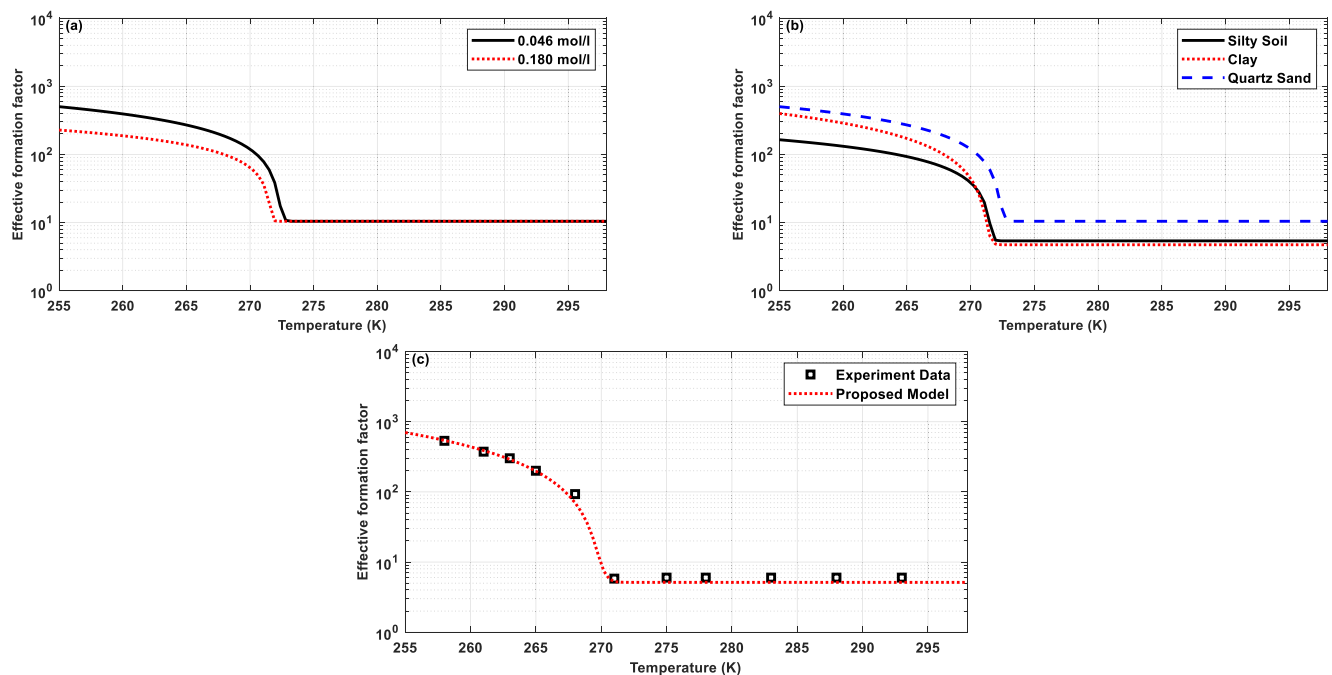 (a)
0.046 mol/l
0.180 mol/l
Effective formation factor
10^4
10^3
10^2
10^1
10^0
255 260 265 270 275 280 285 290 295
Temperature (K)
(b)
Silty Soil
Clay
Quartz Sand
Effective formation factor
10^4
10^3
10^2
10^1
10^0
255 260 265 270 275 280 285 290 295
Temperature (K)
(c)
Experiment Data
Proposed Model
Effective formation factor
10^4
10^3
10^2
10^1
10^0
255 260 265 270 275 280 285 290 295
Temperature (K)